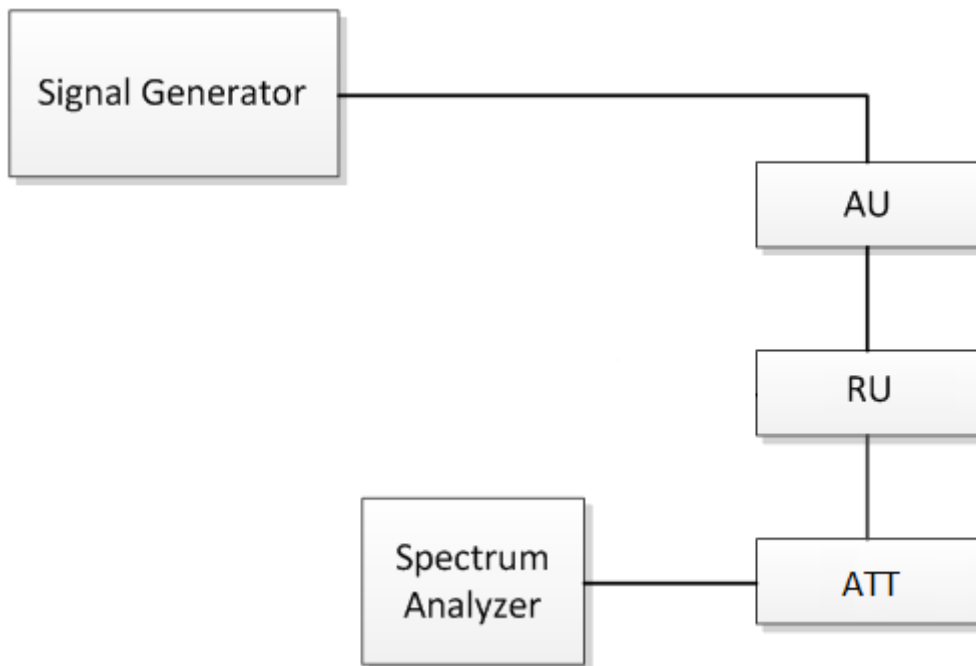 Signal Generator
AU
RU
Spectrum
Analyzer
ATT